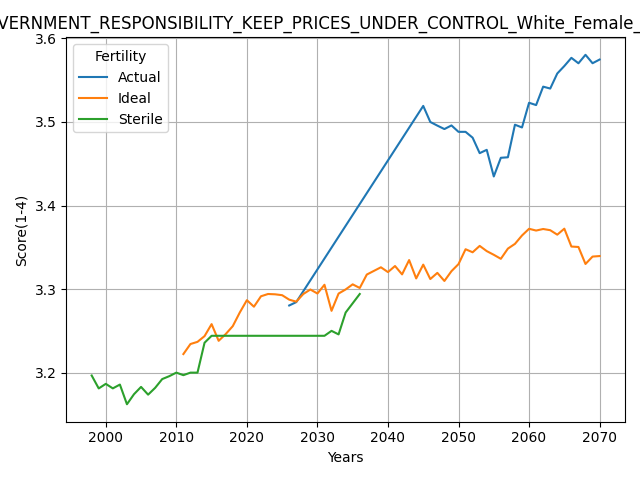 VERNMENT_RESPONSIBILITY_KEEP_PRICES_UNDER_CONTROL_White_Female_
Fertility
Actual
Ideal
Sterile
Score(1-4)
3.6
3.5
3.4
3.3
3.2
2000 2010 2020 2030 2040 2050 2060 2070
Years